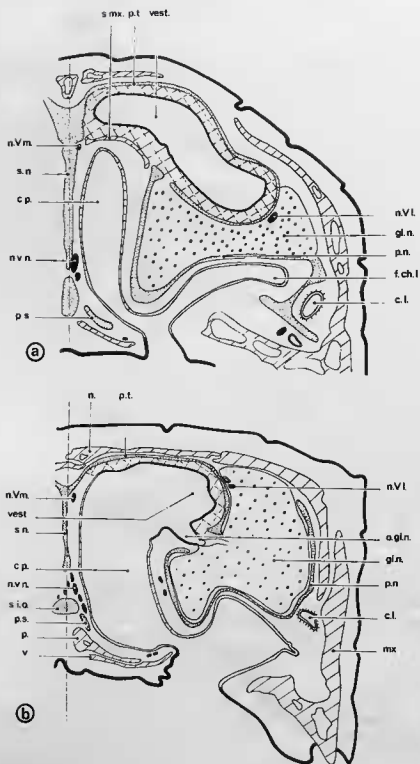 s mx. p.t vest.
n.V m.
s.n
c p.
n v n.
p s
n.V l.
gl.n.
p.n.
f.ch.l
c.l.
a
n. p.t.
n.Vm.
vest
s.n.
c p.
n.v.n.
s i.o.
p.s.
p.
v
n.V l.
o.gl.n.
gl.n.
p.n
c.l.
mx
b